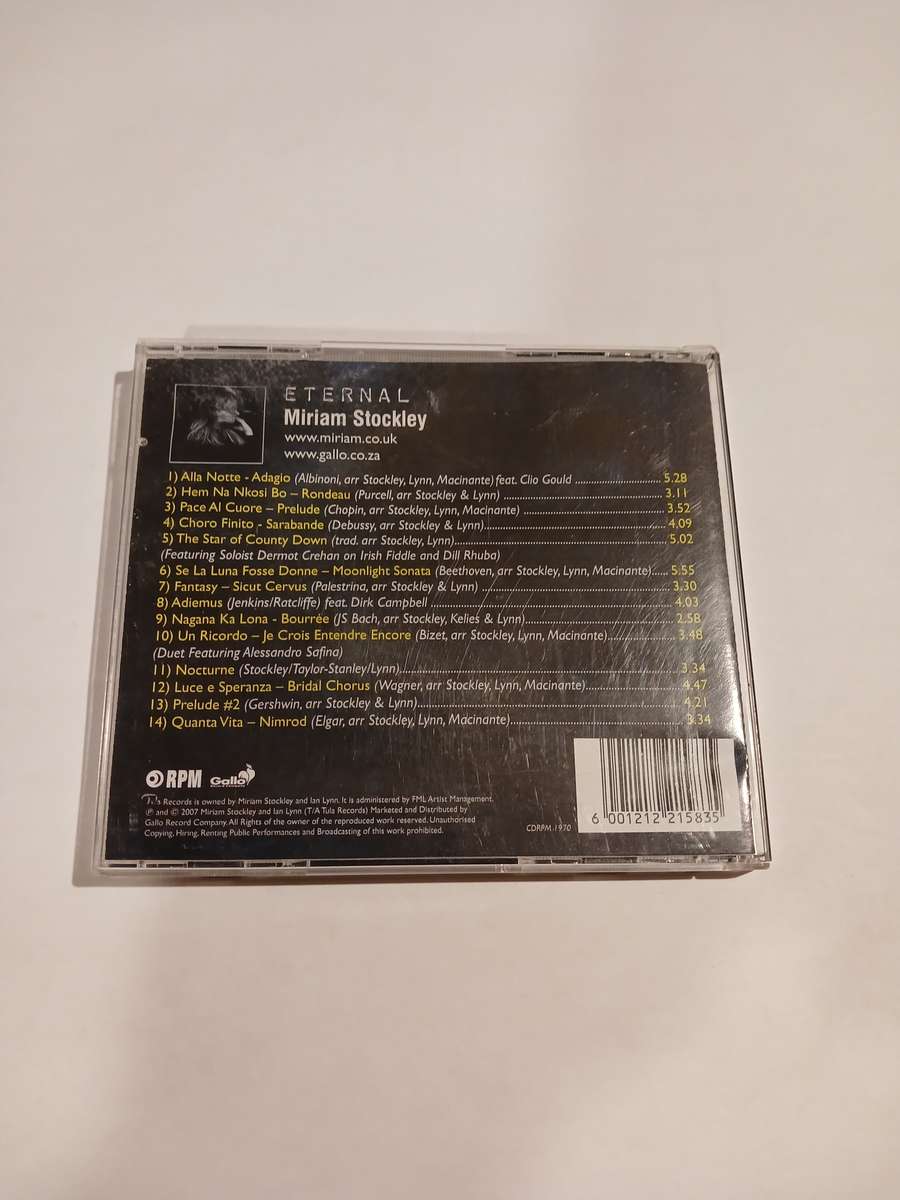 ETERNAL
Miriam Stockley
www.miriam.co.uk
www.gallo.co.za
1) Alla Notte - Adagio (Albinoni, arr Stockley, Lynn, Macinante) feat. Clio Gould ............................ 5.28
2) Hem Na Nkosi Bo – Rondeau (Purcell, arr Stockley & Lynn) ..................................................... 3.11
3) Pace Al Cuore – Prelude (Chopin, arr Stockley, Lynn, Macinante) ............................................... 3.52
4) Choro Finito - Sarabande (Debussy, arr Stockley & Lynn)............................................................ 4.09
5) The Star of County Down (trad. arr Stockley, Lynn)..................................................................... 5.02
(Featuring Soloist Dermot Crehan on Irish Fiddle and Dill Rhuba)
6) Se La Luna Fosse Donne – Moonlight Sonata (Beethoven, arr Stockley, Lynn, Macinante)..... 5.55
7) Fantasy – Sicut Cervus (Palestrina, arr Stockley & Lynn) ............................................................ 3.30
8) Adiemus (Jenkins/Ratcliffe) feat. Dirk Campbell ........................................................................ 4.03
9) Nagana Ka Lona - Bourrée (JS Bach, arr Stockley, Kelies & Lynn)............................................... 2.58
10) Un Ricordo – Je Crois Entendre Encore (Bizet, arr Stockley, Lynn, Macinante)....................... 3.48
(Duet Featuring Alessandro Safina)
11) Nocturne (Stockley/Taylor-Stanley/Lynn)................................................................................ 3.34
12) Luce e Speranza – Bridal Chorus (Wagner, arr Stockley, Lynn, Macinante)............................ 4.47
13) Prelude #2 (Gershwin, arr Stockley & Lynn)............................................................................ 4.21
14) Quanta Vita – Nimrod (Elgar, arr Stockley, Lynn, Macinante).................................................. 3.34
RPM Gallo
Records is owned by Miriam Stockley and Ian Lynn. It is administered by FML Artist Management.
℗ and © 2007 Miriam Stockley and Ian Lynn (T/A Tula Records) Marketed and Distributed by
Gallo Record Company. All Rights of the owner of the reproduced work reserved. Unauthorised
Copying, Hiring, Renting Public Performances and Broadcasting of this work prohibited.
CDRPM 1970
6 001212 215835